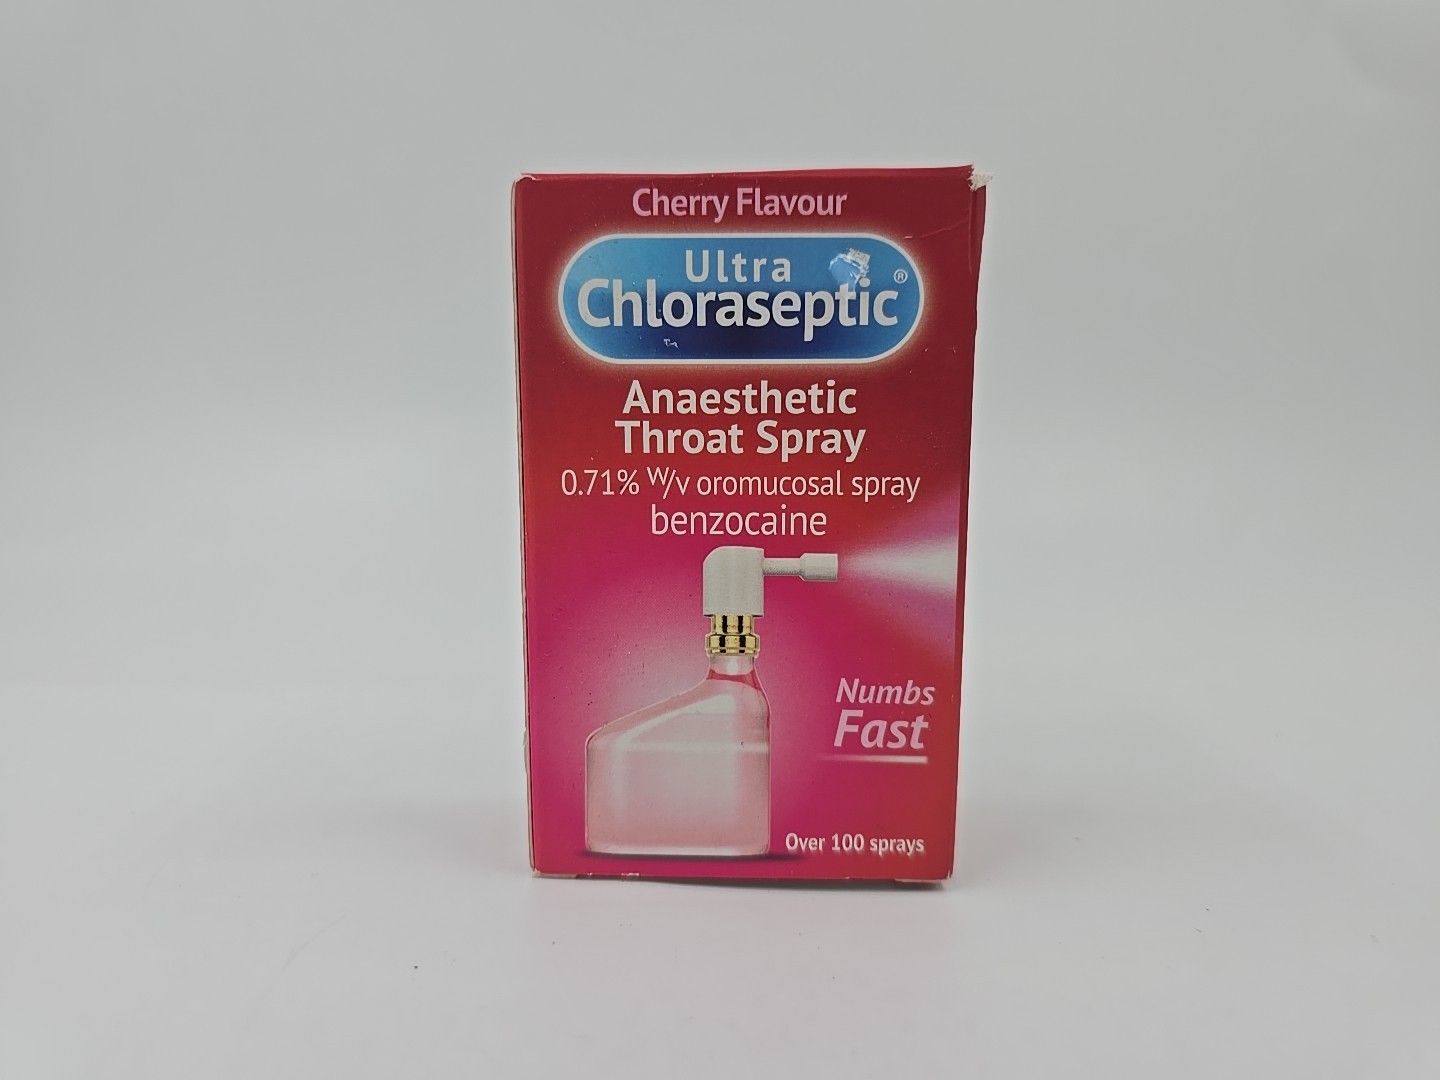 Cherry Flavour
Ultra
Chloraseptic®
Anaesthetic
Throat Spray
0.71% w/v oromucosal spray
benzocaine
Numbs
Fast
Over 100 sprays